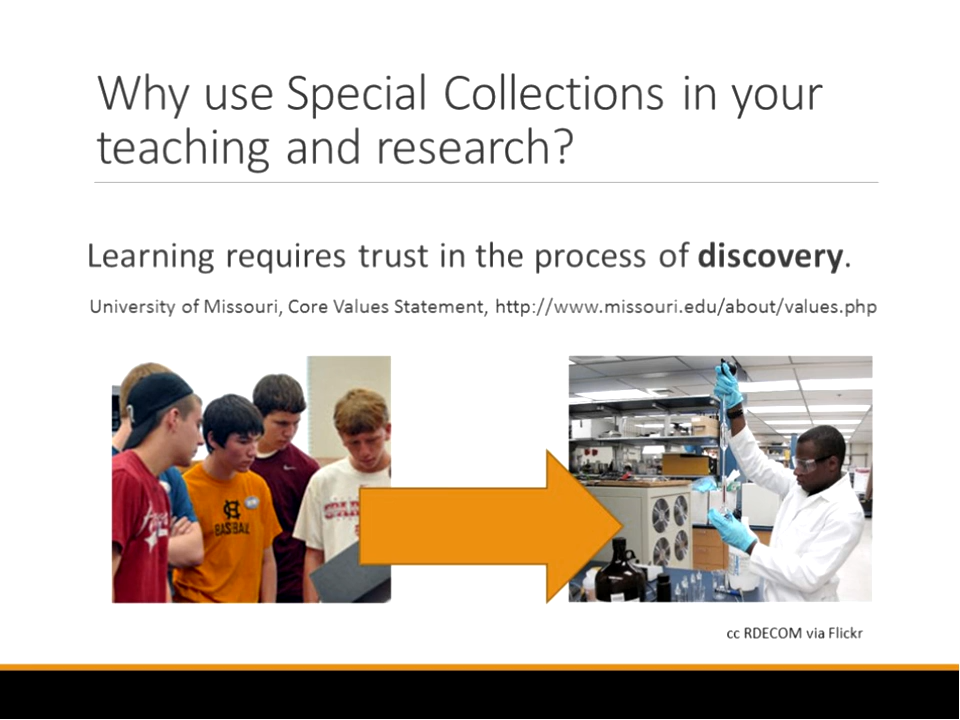 Why use Special Collections in your
teaching and research?
Learning requires trust in the process of discovery.
University of Missouri, Core Values Statement, http://www.missouri.edu/about/values.php
BASEBALL
cc RDECOM via Flickr